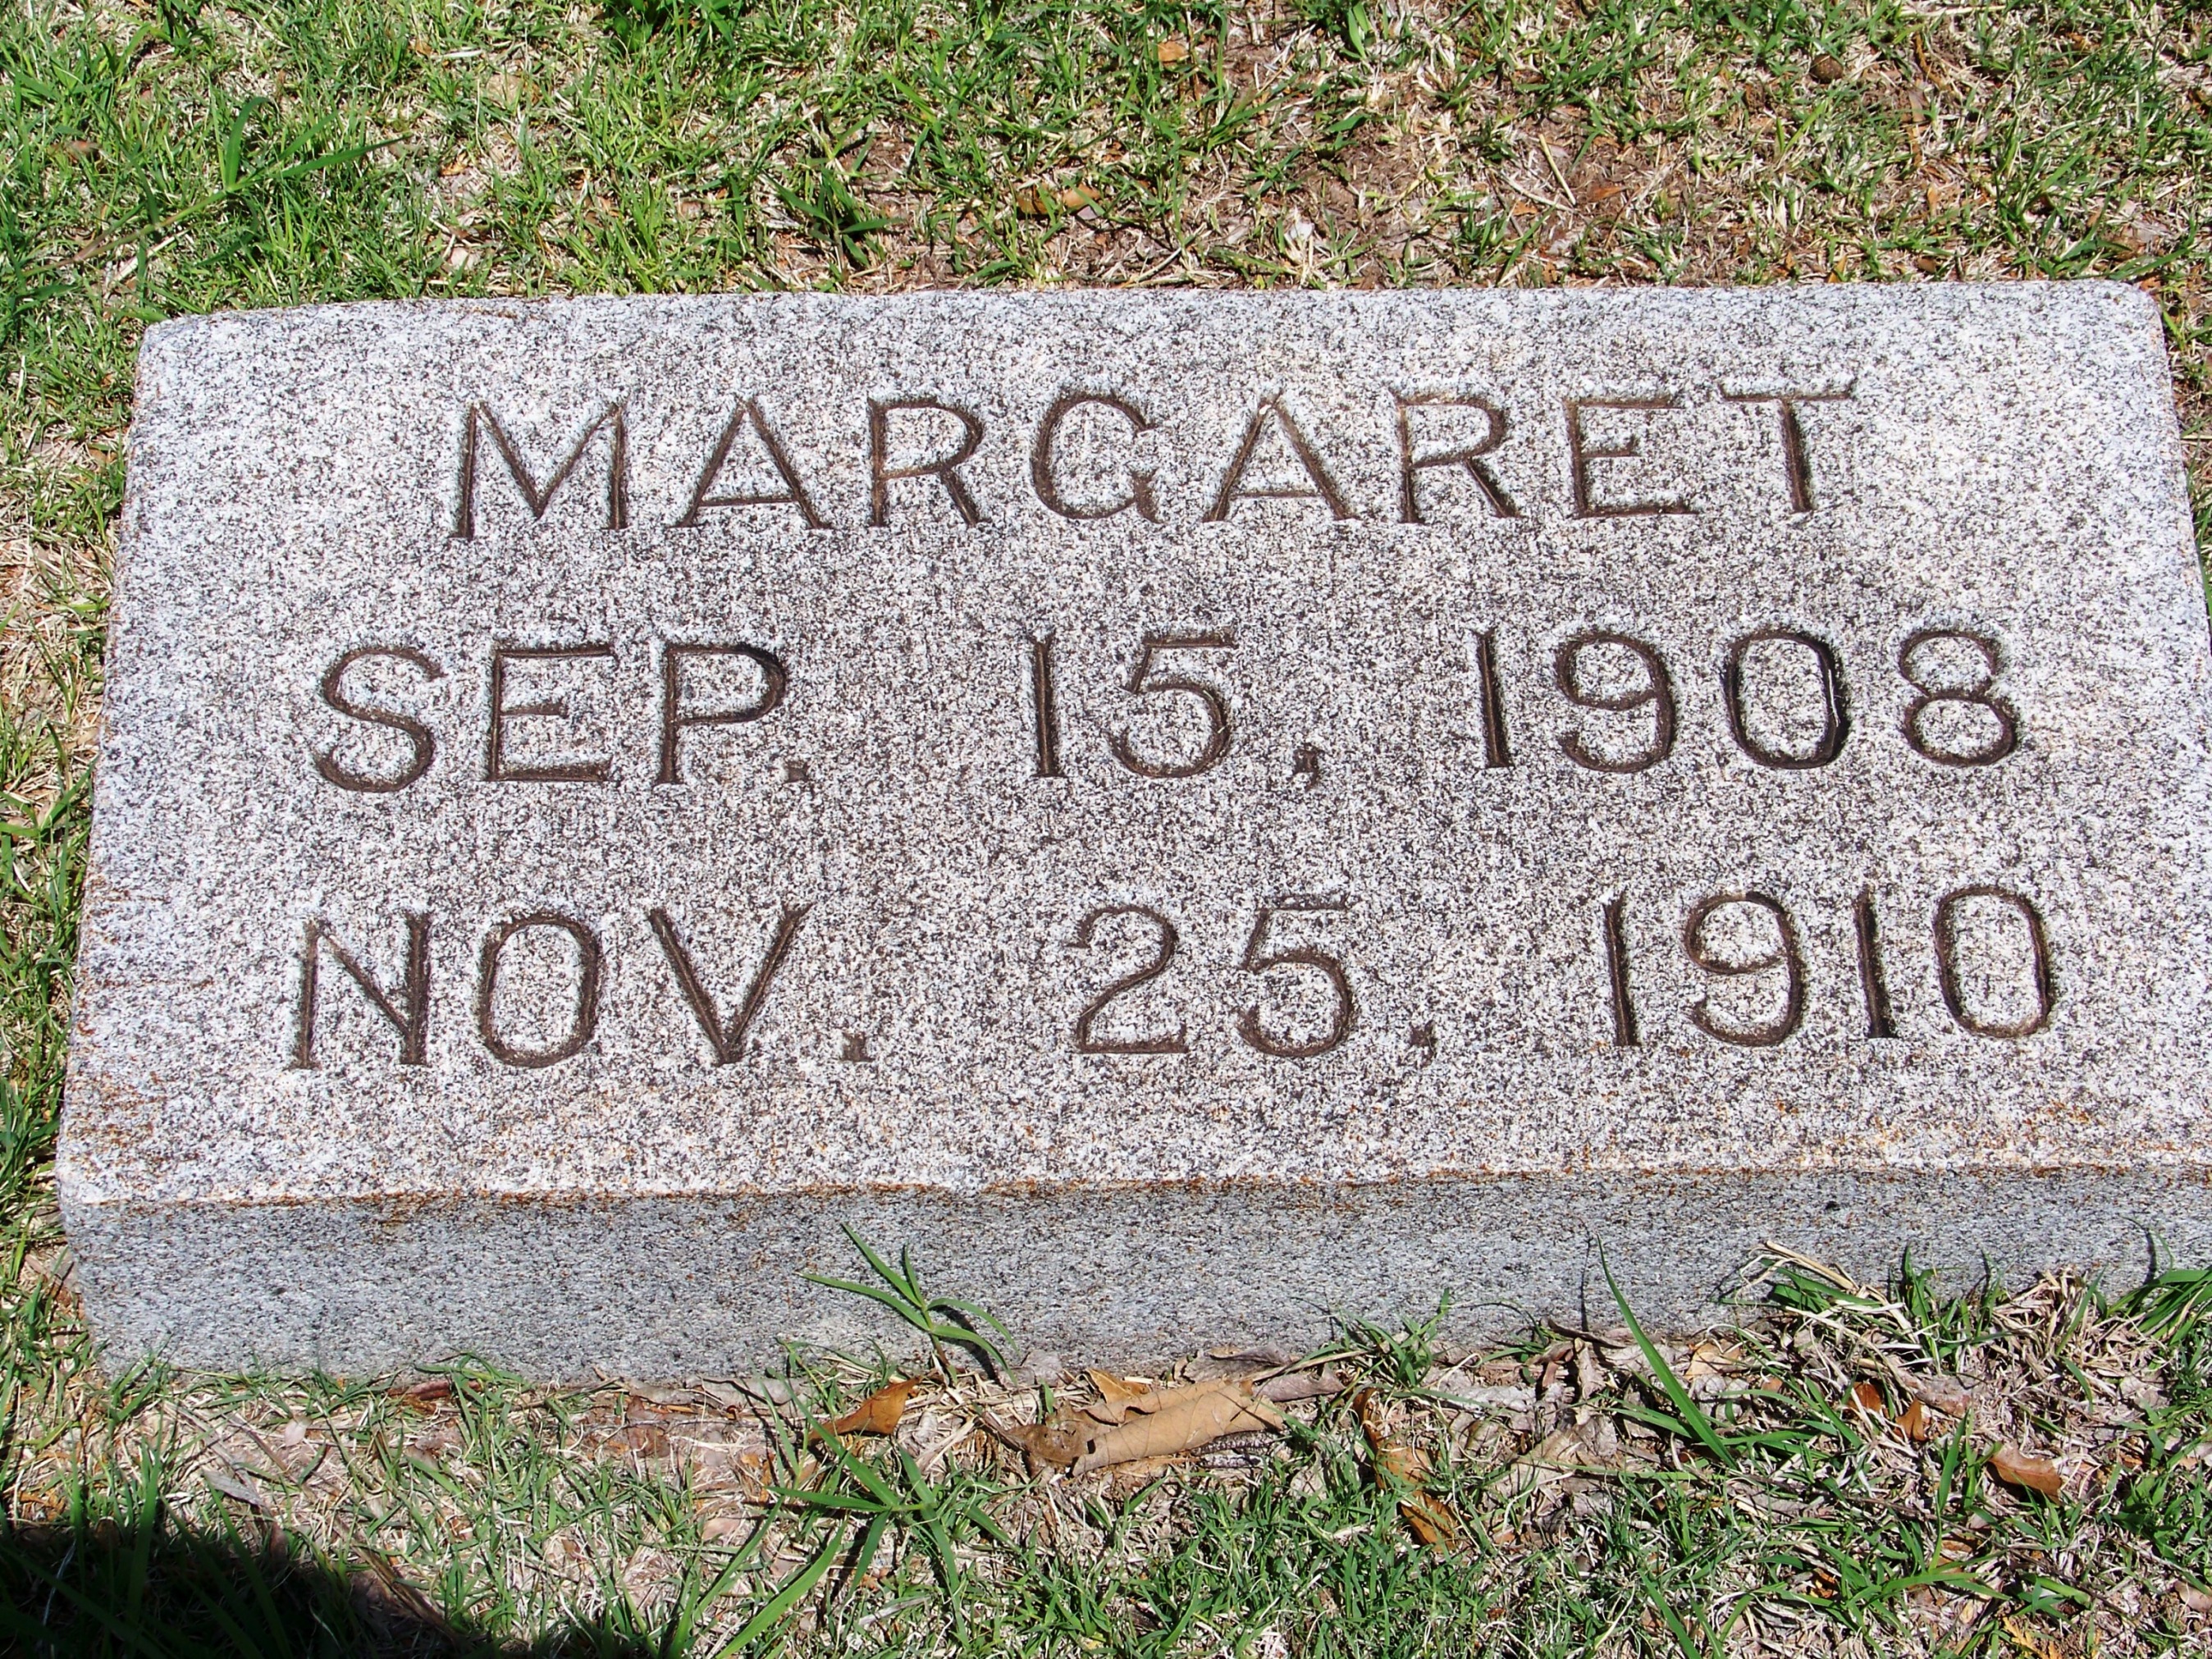 MARGARET
SEP. 15, 1908
NOV. 25, 1910